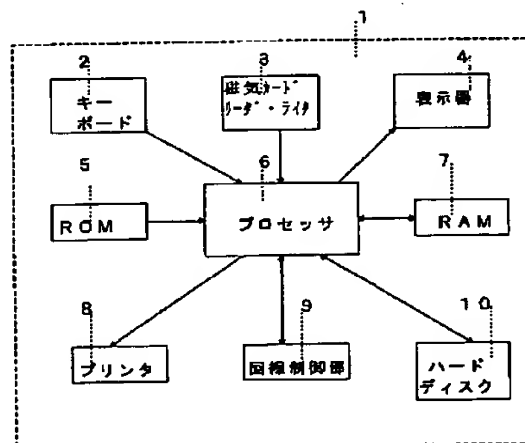 1
2
3
4
キー
ボード
磁気カード
リーダ・ライタ
表示器
5
6
7
ROM
プロセッサ
RAM
8
9
10
プリンタ
回線制御部
ハード
ディスク